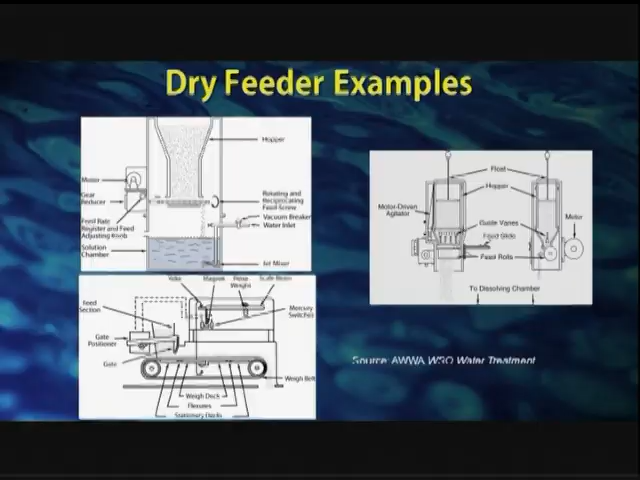 Dry Feeder Examples
Hopper
Motor
Gear
Reducer
Rotating and
Reciprocating
Feed Screw
Feed Rate
Register and Feed
Adjusting Knob
Vacuum Breaker
Water Inlet
Solution
Chamber
Jet Mixer
Poise
Weight
Scale Beam
Magnet
Mercury
Switches
Feed
Section
Gate
Positioner
Gate
Weigh Belt
Weigh Deck
Flexures
Stationary Decks
Float
Hopper
Motor-Driven
Agitator
Guide Vanes
Motor
Feed Slide
Feed Rolls
To Dissolving Chamber
Source: AWWA WSO Water Treatment